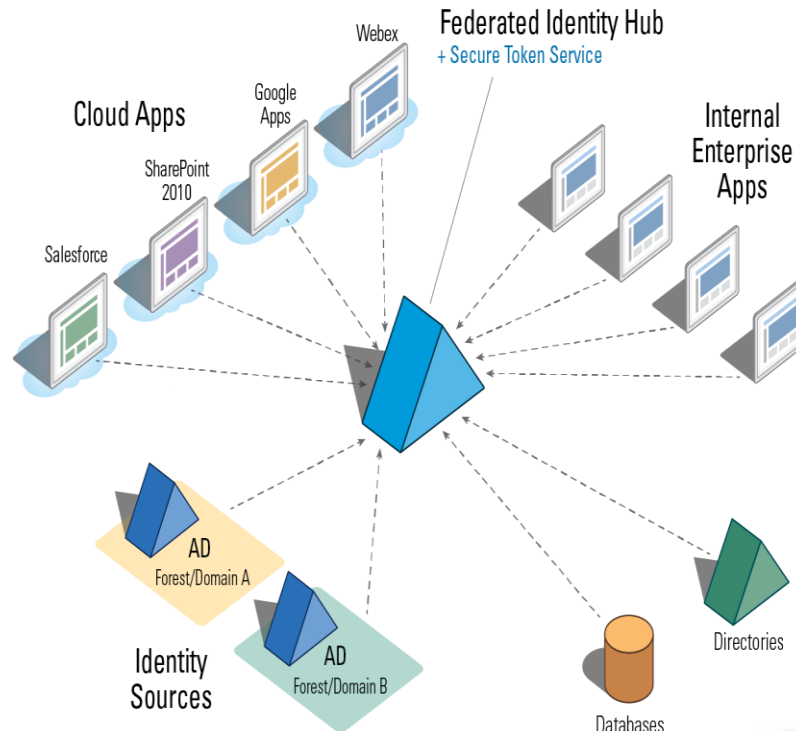 Federated Identity Hub
+ Secure Token Service
Webex
Google
Apps
Cloud Apps
SharePoint
2010
Salesforce
Internal
Enterprise
Apps
AD
Forest/Domain A
AD
Forest/Domain B
Identity
Sources
Directories
Databases